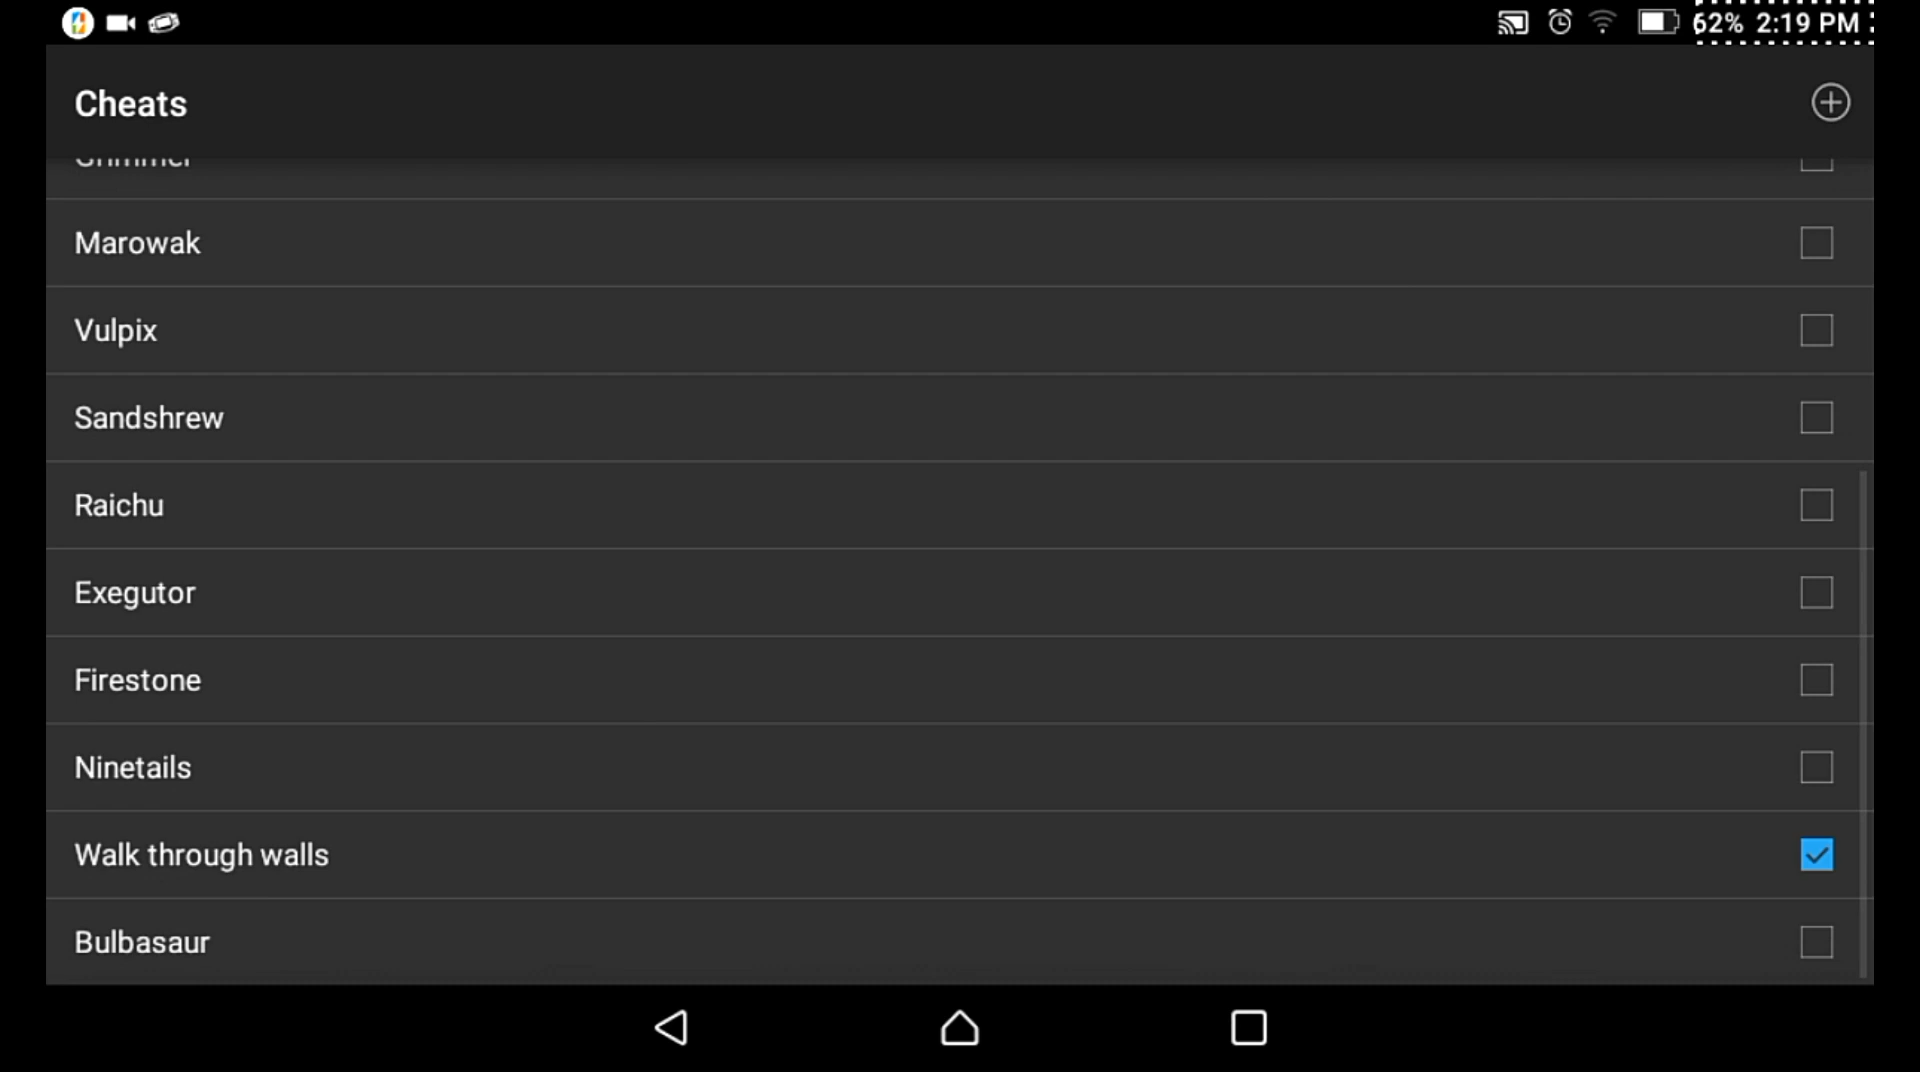 62% 2:19 PM
Cheats
Marowak
Vulpix
Sandshrew
Raichu
Exegutor
Firestone
Ninetails
Walk through walls
Bulbasaur